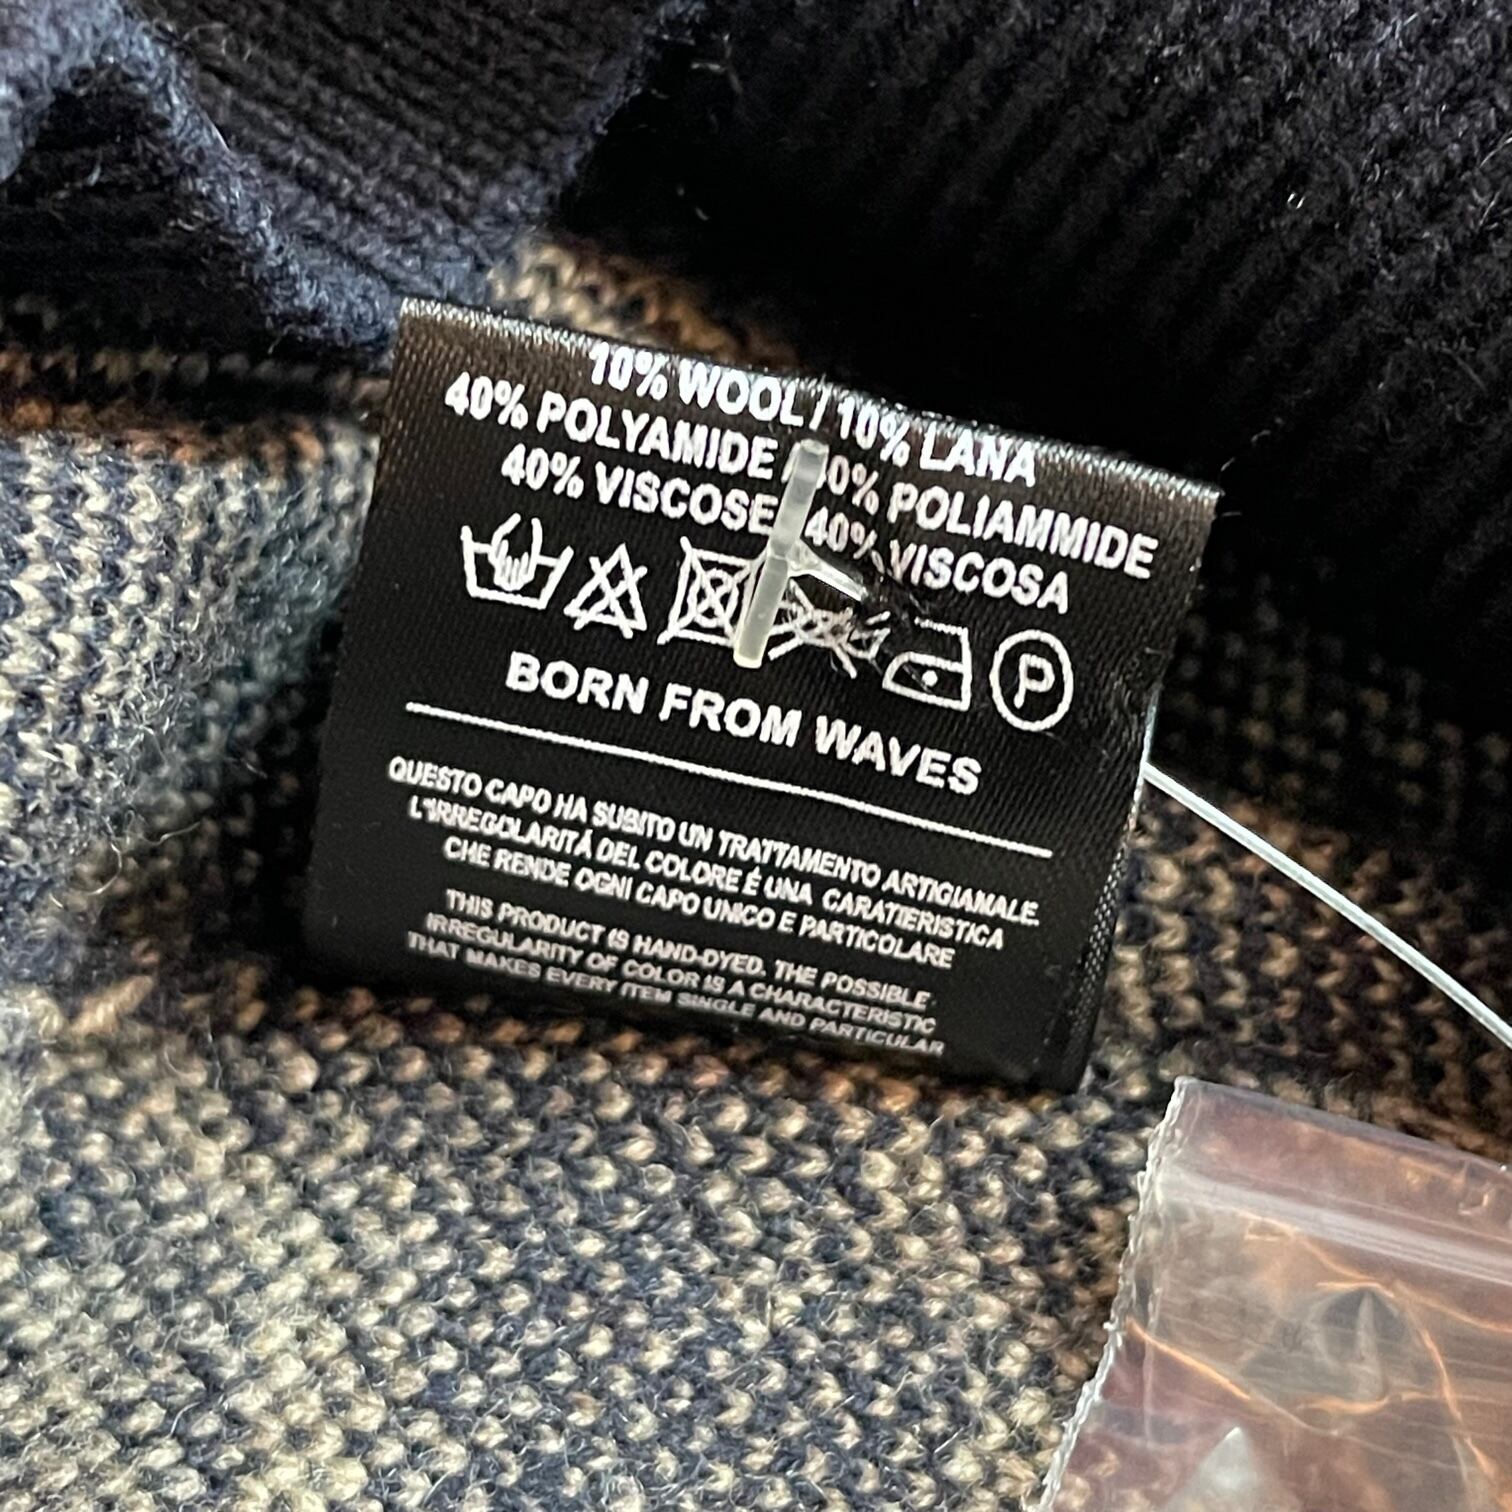 10% WOOL / 10% LANA
40% POLYAMIDE / 40% POLIAMMIDE
40% VISCOSE 40% VISCOSA
P
BORN FROM WAVES
QUESTO CAPO HA SUBITO UN TRATTAMENTO ARTIGIANALE.
L'IRREGOLARITÁ DEL COLORE É UNA CARATTERISTICA
CHE RENDE OGNI CAPO UNICO E PARTICOLARE
THIS PRODUCT IS HAND-DYED. THE POSSIBLE
IRREGULARITY OF COLOR IS A CHARACTERISTIC
THAT MAKES EVERY ITEM SINGLE AND PARTICULAR